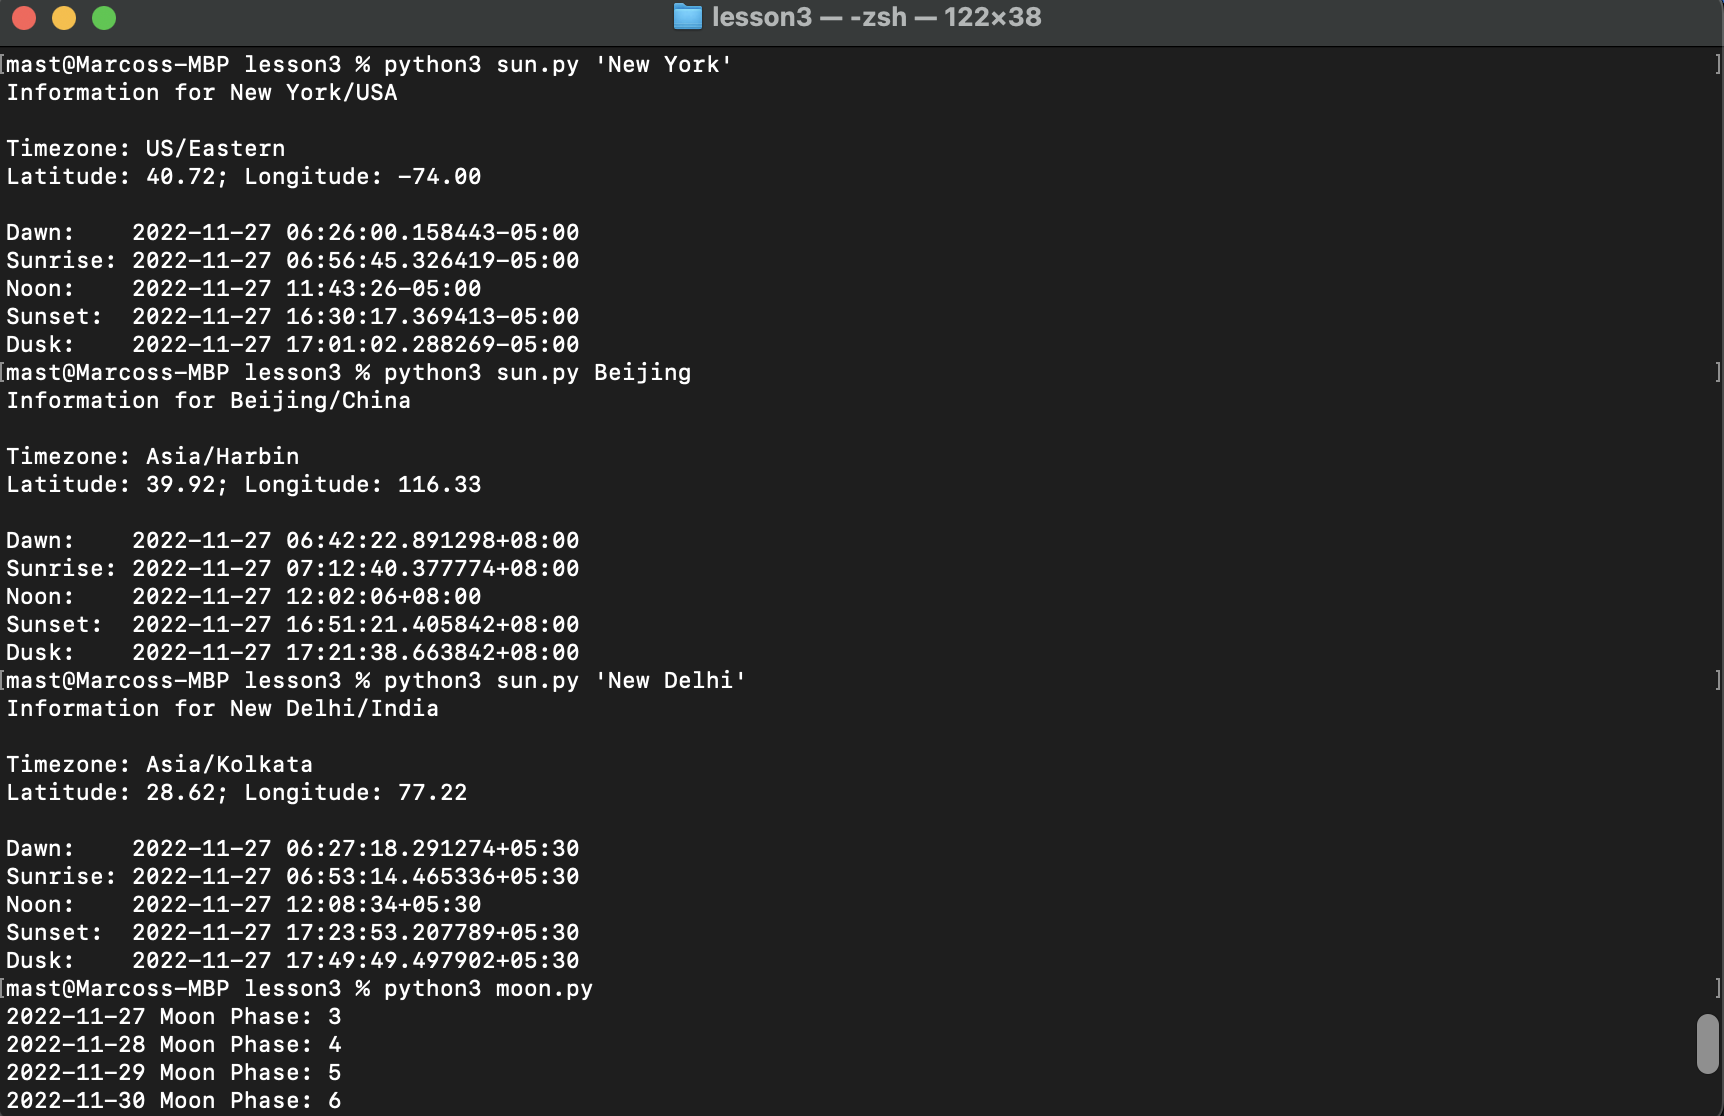 lesson3 — -zsh — 122×38
[mast@Marcoss-MBP lesson3 % python3 sun.py 'New York' ]
Information for New York/USA
Timezone: US/Eastern
Latitude: 40.72; Longitude: -74.00
Dawn:    2022-11-27 06:26:00.158443-05:00
Sunrise: 2022-11-27 06:56:45.326419-05:00
Noon:    2022-11-27 11:43:26-05:00
Sunset:  2022-11-27 16:30:17.369413-05:00
Dusk:    2022-11-27 17:01:02.288269-05:00
[mast@Marcoss-MBP lesson3 % python3 sun.py Beijing ]
Information for Beijing/China
Timezone: Asia/Harbin
Latitude: 39.92; Longitude: 116.33
Dawn:    2022-11-27 06:42:22.891298+08:00
Sunrise: 2022-11-27 07:12:40.377774+08:00
Noon:    2022-11-27 12:02:06+08:00
Sunset:  2022-11-27 16:51:21.405842+08:00
Dusk:    2022-11-27 17:21:38.663842+08:00
[mast@Marcoss-MBP lesson3 % python3 sun.py 'New Delhi' ]
Information for New Delhi/India
Timezone: Asia/Kolkata
Latitude: 28.62; Longitude: 77.22
Dawn:    2022-11-27 06:27:18.291274+05:30
Sunrise: 2022-11-27 06:53:14.465336+05:30
Noon:    2022-11-27 12:08:34+05:30
Sunset:  2022-11-27 17:23:53.207789+05:30
Dusk:    2022-11-27 17:49:49.497902+05:30
[mast@Marcoss-MBP lesson3 % python3 moon.py ]
2022-11-27 Moon Phase: 3
2022-11-28 Moon Phase: 4
2022-11-29 Moon Phase: 5
2022-11-30 Moon Phase: 6